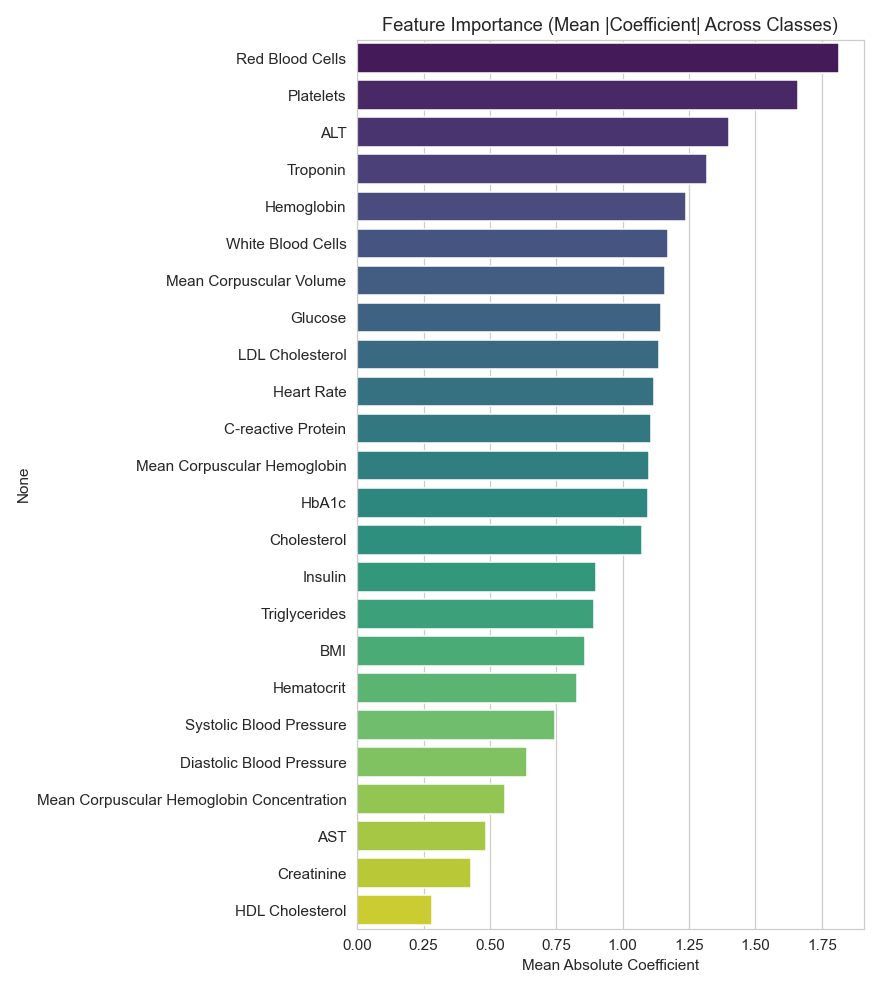 Feature Importance (Mean |Coefficient| Across Classes)
Red Blood Cells
Platelets
ALT
Troponin
Hemoglobin
White Blood Cells
Mean Corpuscular Volume
Glucose
LDL Cholesterol
Heart Rate
C-reactive Protein
Mean Corpuscular Hemoglobin
HbA1c
Cholesterol
Insulin
Triglycerides
BMI
Hematocrit
Systolic Blood Pressure
Diastolic Blood Pressure
Mean Corpuscular Hemoglobin Concentration
AST
Creatinine
HDL Cholesterol
None
0.00 0.25 0.50 0.75 1.00 1.25 1.50 1.75
Mean Absolute Coefficient